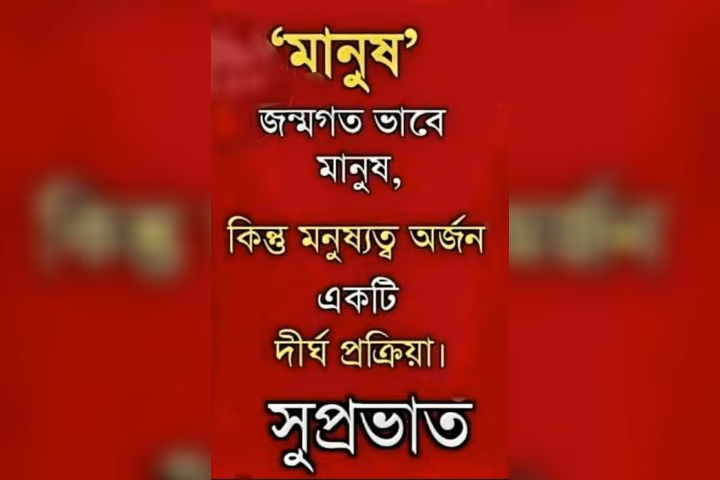 ‘মানুষ’
জন্মগত ভাবে
মানুষ,
কিন্তু মনুষ্যত্ব অর্জন
একটি
দীর্ঘ প্রক্রিয়া।
সুপ্রভাত